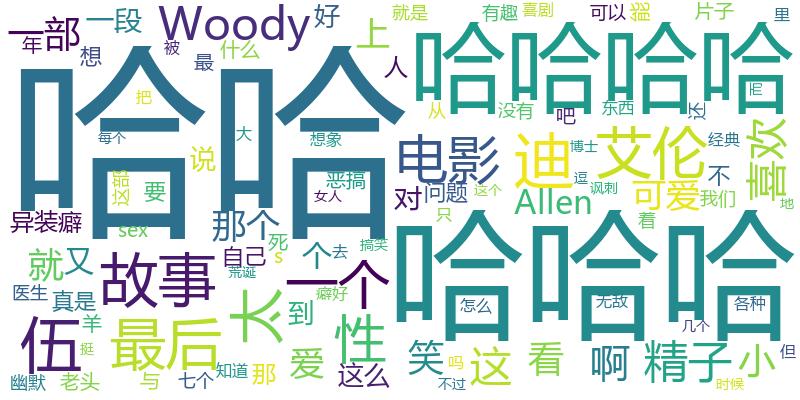 一部
年
一段
Woody
好
上
就是
有趣
喜剧
可以
片子
里
想
被
最
什么
人
哈哈
哈哈哈哈
把
每个
大
想象
从
没有
吧
东西
还
而
说
恶搞
电影
迪
博士
艾伦
经典
喜欢
不
这部
要
女人
对
问题
逗
讽刺
可爱
我们
这个
地
异装癖
sex
那个
死
Allen
只
着
就
又
故事
自己
s
个
去
搞笑
一个
哈哈哈
怎么
无敌
各种
医生
真是
羊
荒诞
癖好
太
到
性
几个
伍
挺
最后
爱
这么
笑
吗
这
看
啊
精子
小
但
幽默
老头
与
七个
知道
那
不过
时候